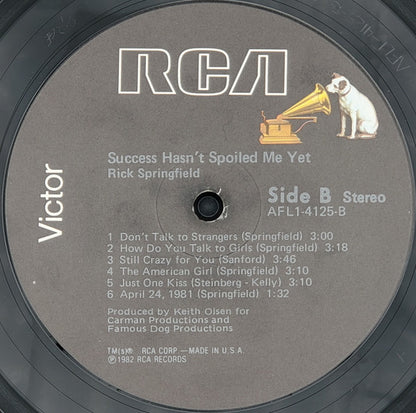 RCA
Victor
Success Hasn't Spoiled Me Yet
Rick Springfield
Side B Stereo
AFL1-4125-B
1 Don't Talk to Strangers (Springfield) 3:00
2 How Do You Talk to Girls (Springfield) 3:18
3 Still Crazy for You (Sanford) 3:46
4 The American Girl (Springfield) 3:10
5 Just One Kiss (Steinberg - Kelly) 3:10
6 April 24, 1981 (Springfield) 1:32
Produced by Keith Olsen for
Carman Productions and
Famous Dog Productions
TM(s)® RCA CORP—MADE IN U.S.A.
℗1982 RCA RECORDS